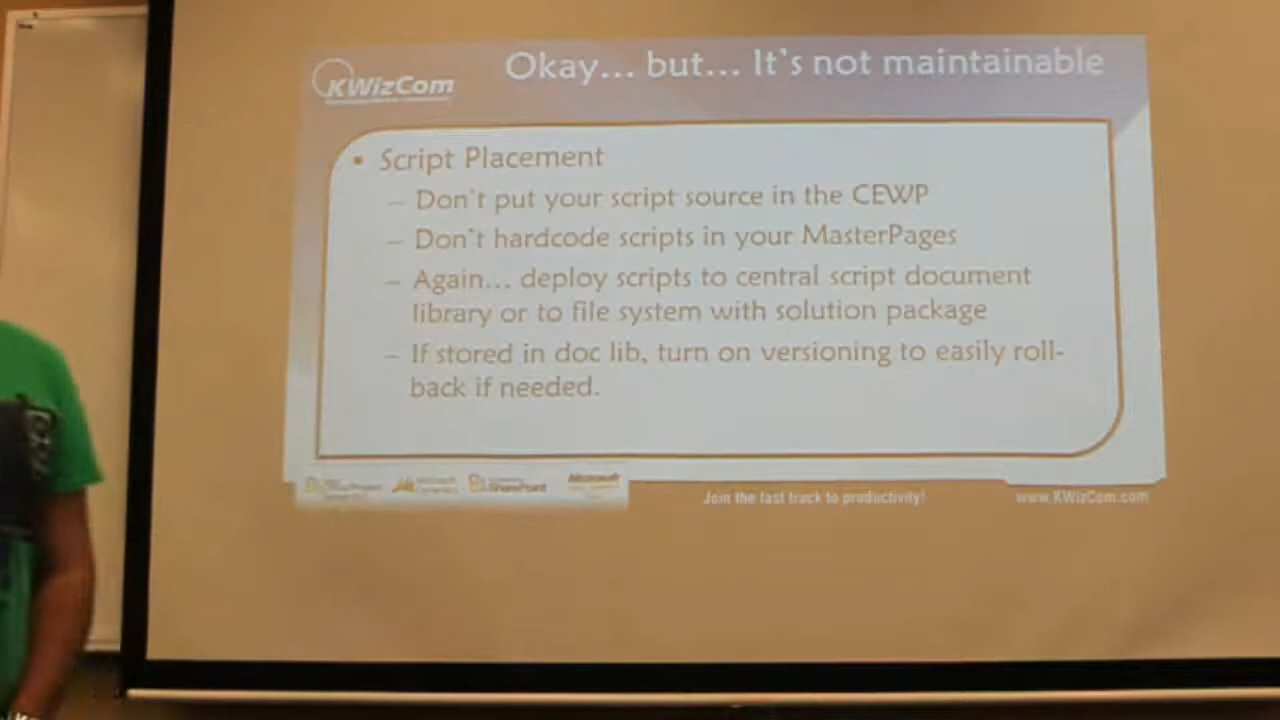 KWizCom
Okay... but... It's not maintainable
• Script Placement
– Don't put your script source in the CEWP
– Don't hardcode scripts in your MasterPages
– Again... deploy scripts to central script document
library or to file system with solution package
– If stored in doc lib, turn on versioning to easily roll-
back if needed.
SharePoint
Microsoft
Join the fast track to productivity!
www.KWizCom.com